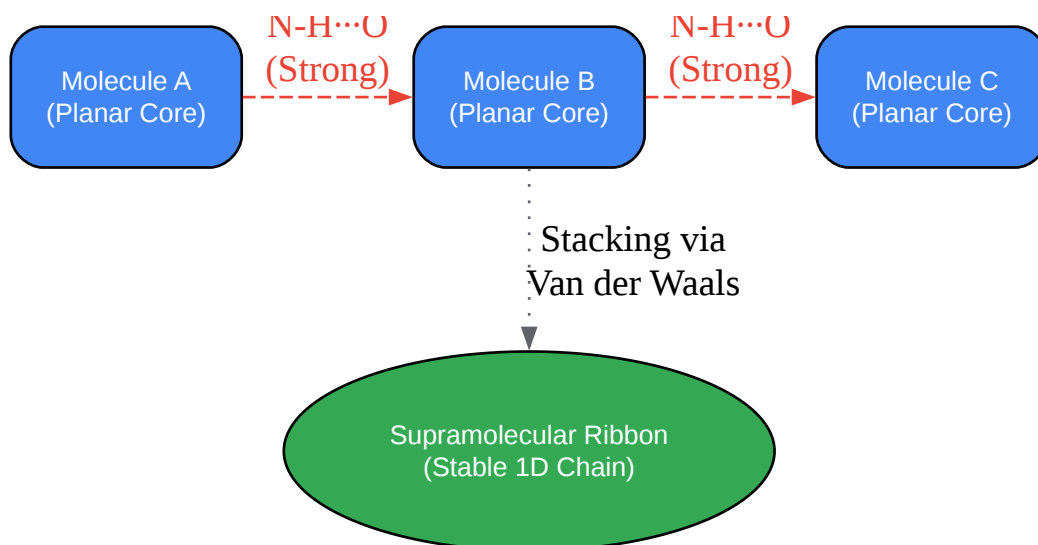 N-H···O
(Strong)
N-H···O
(Strong)
Molecule A
(Planar Core)
Molecule B
(Planar Core)
Molecule C
(Planar Core)
Stacking via
Van der Waals
Supramolecular Ribbon
(Stable 1D Chain)